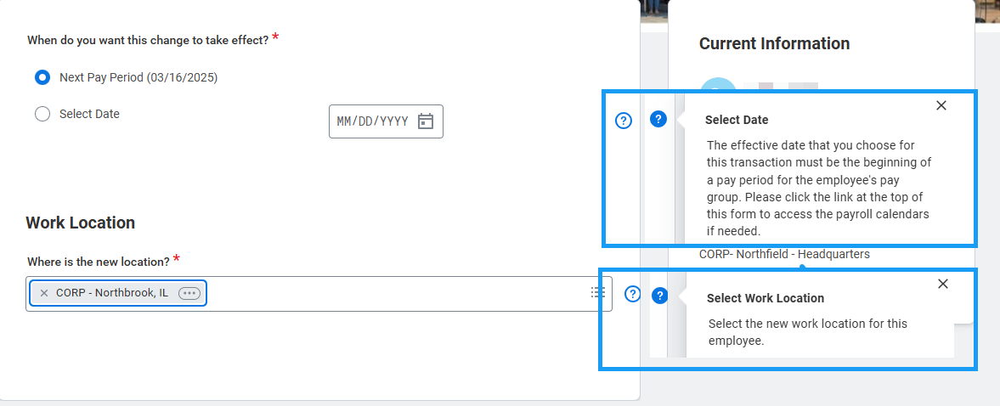 When do you want this change to take effect? *
Next Pay Period (03/16/2025)
Select Date
MM/DD/YYYY
Work Location
Where is the new location? *
CORP - Northbrook, IL
Current Information
Select Date
The effective date that you choose for
this transaction must be the beginning of
a pay period for the employee's pay
group. Please click the link at the top of
this form to access the payroll calendars
if needed.
CORP- Northfield - Headquarters
Select Work Location
Select the new work location for this
employee.